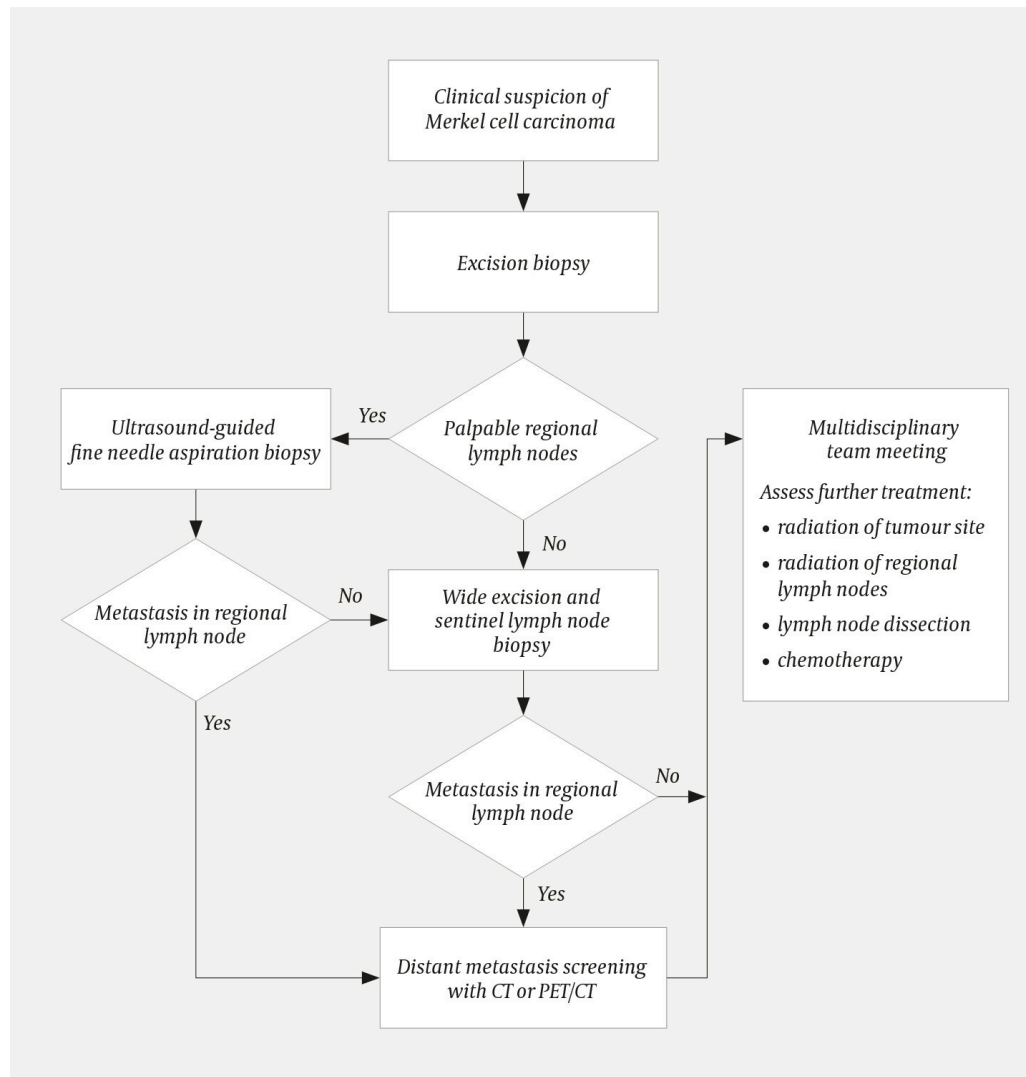 Clinical suspicion of
Merkel cell carcinoma
Excision biopsy
Palpable regional
lymph nodes
Yes
No
Ultrasound-guided
fine needle aspiration biopsy
Metastasis in regional
lymph node
No
Yes
Wide excision and
sentinel lymph node
biopsy
Metastasis in regional
lymph node
No
Yes
Distant metastasis screening
with CT or PET/CT
Multidisciplinary
team meeting
Assess further treatment:
• radiation of tumour site
• radiation of regional
lymph nodes
• lymph node dissection
• chemotherapy